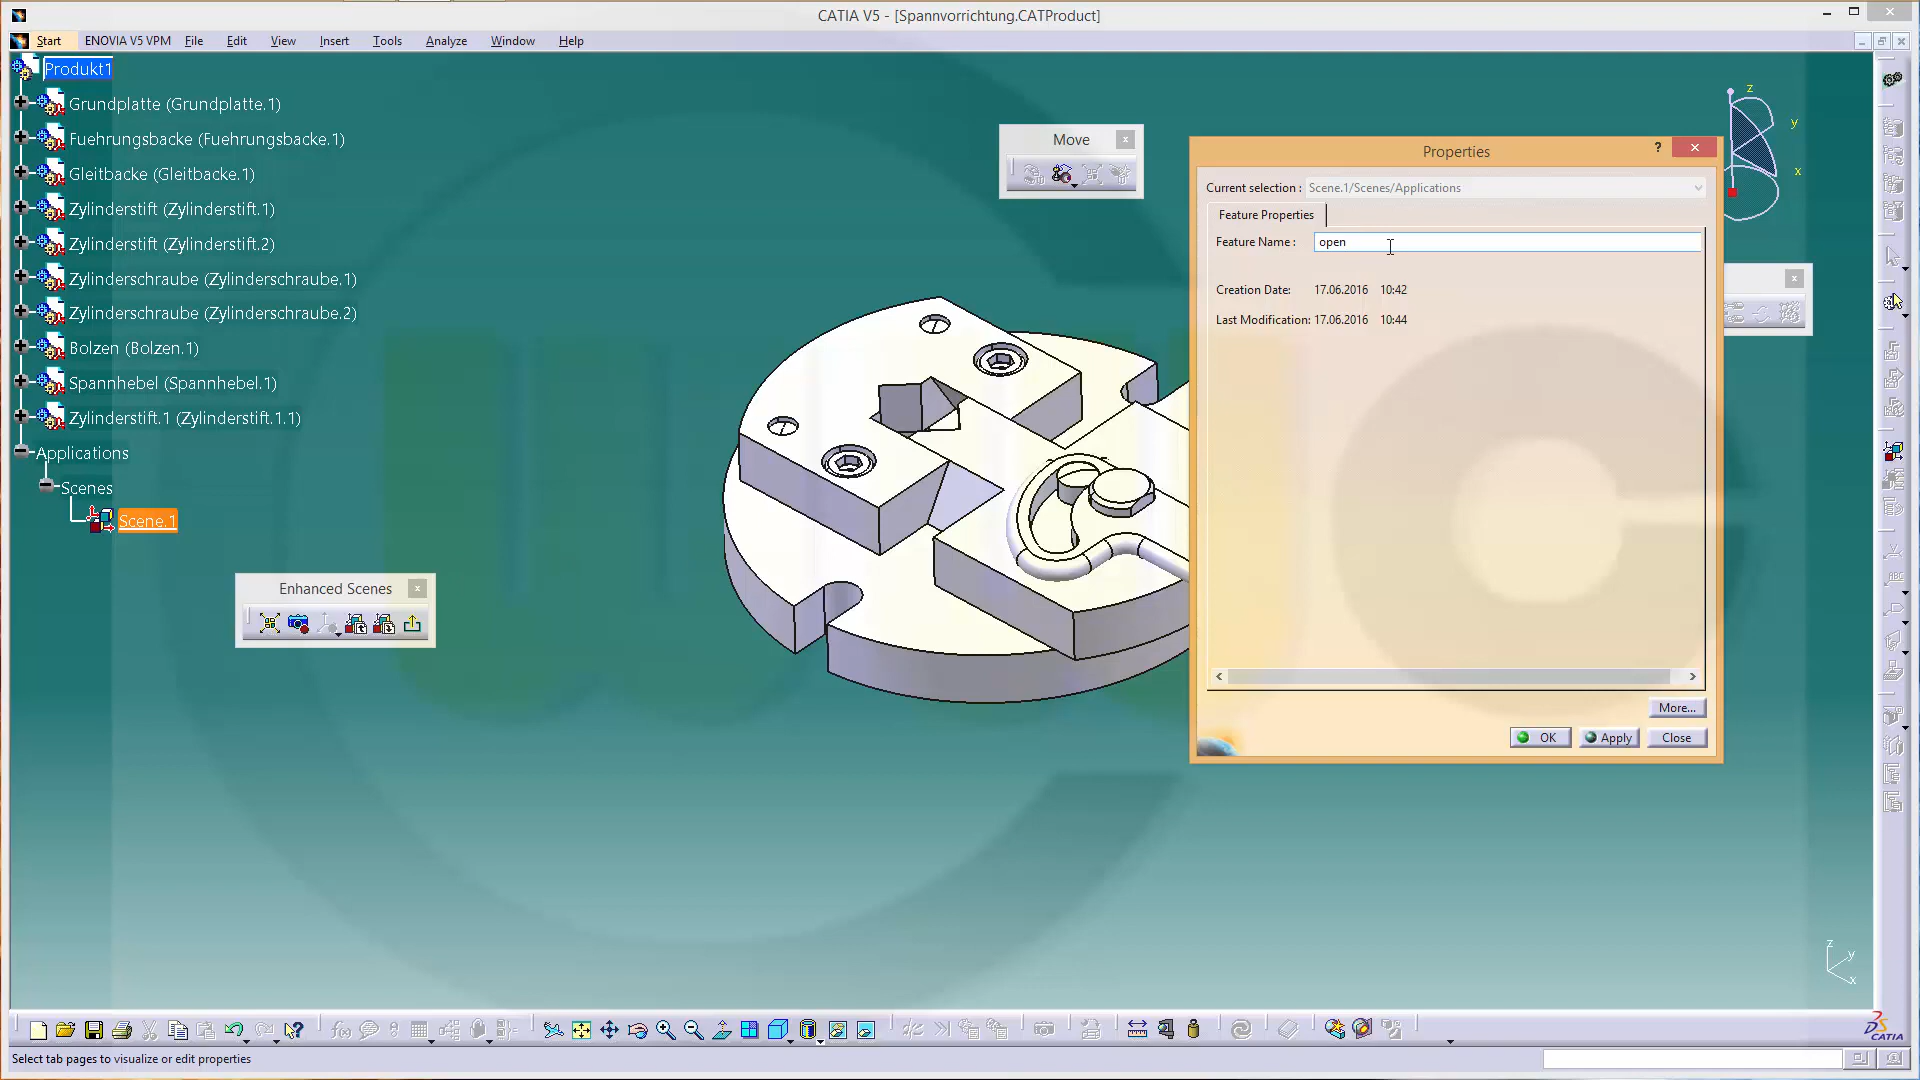 CATIA V5 - [Spannvorrichtung.CATProduct]
Start ENOVIA V5 VPM File Edit View Insert Tools Analyze Window Help
Produkt1
Grundplatte (Grundplatte.1)
Fuehrungsbacke (Fuehrungsbacke.1)
Gleitbacke (Gleitbacke.1)
Zylinderstift (Zylinderstift.1)
Zylinderstift (Zylinderstift.2)
Zylinderschraube (Zylinderschraube.1)
Zylinderschraube (Zylinderschraube.2)
Bolzen (Bolzen.1)
Spannhebel (Spannhebel.1)
Zylinderstift.1 (Zylinderstift.1.1)
Applications
Scenes
Scene.1
Enhanced Scenes
Move
Properties
Current selection : Scene.1/Scenes/Applications
Feature Properties
Feature Name : open
Creation Date: 17.06.2016 10:42
Last Modification: 17.06.2016 10:44
More...
OK Apply Close
z
y
x
z
y
x
CATIA
Select tab pages to visualize or edit properties